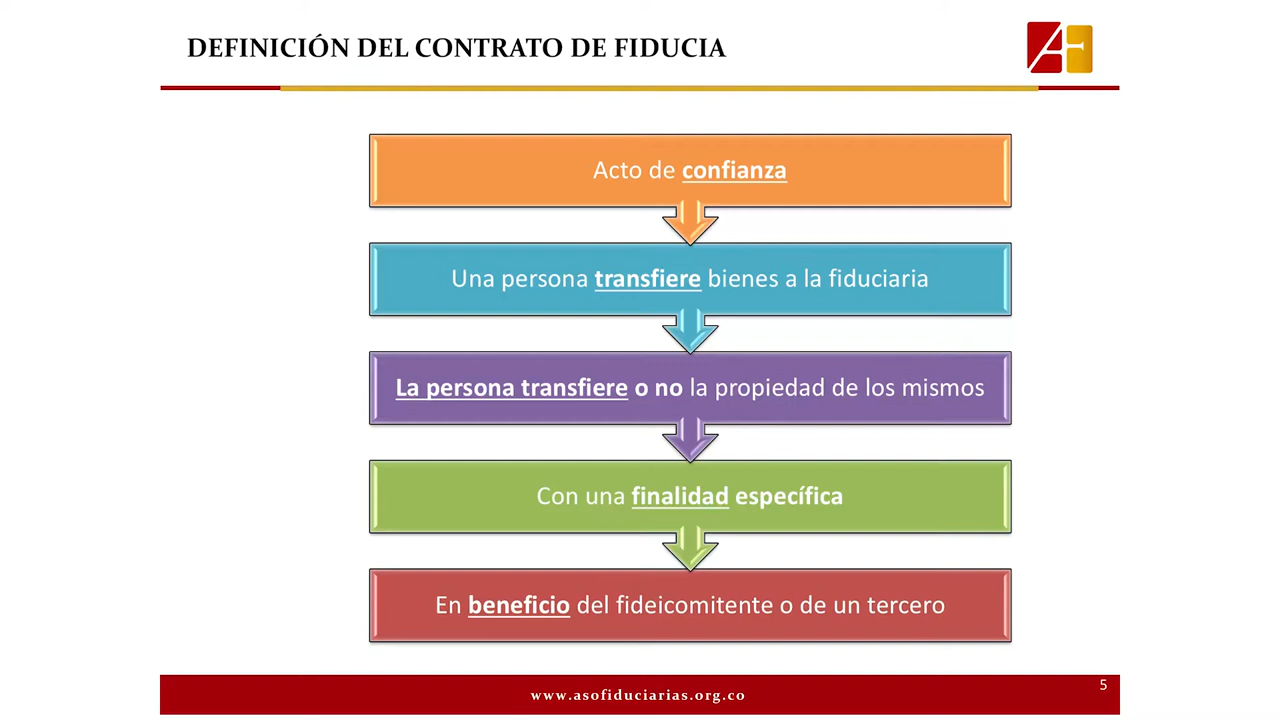 DEFINICIÓN DEL CONTRATO DE FIDUCIA
AF
Acto de confianza
Una persona transfiere bienes a la fiduciaria
La persona transfiere o no la propiedad de los mismos
Con una finalidad específica
En beneficio del fideicomitente o de un tercero
www.asofiduciarias.org.co
5